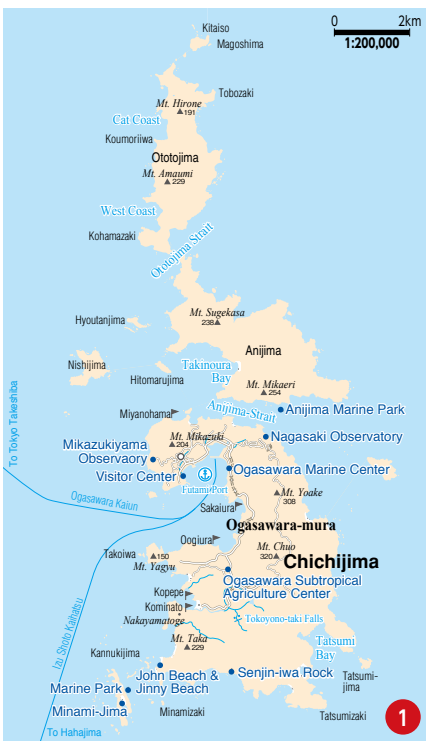 Kitaiso
Magoshima
0 2km
1:200,000
Tobozaki
Mt. Hirone
191
Cat Coast
Koumoriiwa
Ototojima
Mt. Amaumi
229
West Coast
Kohamazaki
Ototojima Strait
Mt. Sugekasa
238
Hyoutanjima
Anijima
Nishijima
Takinoura
Bay
Hitomarujima
Mt. Mikaeri
254
To Tokyo Takeshiba
Miyanohama
Anijima-Strait
Anijima Marine Park
Mt. Mikazuki
204
Nagasaki Observatory
Mikazukiyama
Observaory
Visitor Center
Ogasawara Marine Center
Futami Port
Mt. Yoake
308
Ogasawara Kaiun
Sakaiura
Ogasawara-mura
Oogiura
Takoiwa
150
Mt. Yagyu
Mt. Chuo
320
Chichijima
Ogasawara Subtropical
Agriculture Center
Kopepe
Kominato
Nakayamatoge
Tokoyono-taki Falls
Izu Shoto Kaihatsu
Mt. Taka
229
Tatsumi
Bay
Kannukijima
John Beach &
Jinny Beach
Senjin-iwa Rock
Tatsumi-
jima
Marine Park
Minami-Jima
Minamizaki
Tatsumizaki
To Hahajima
1